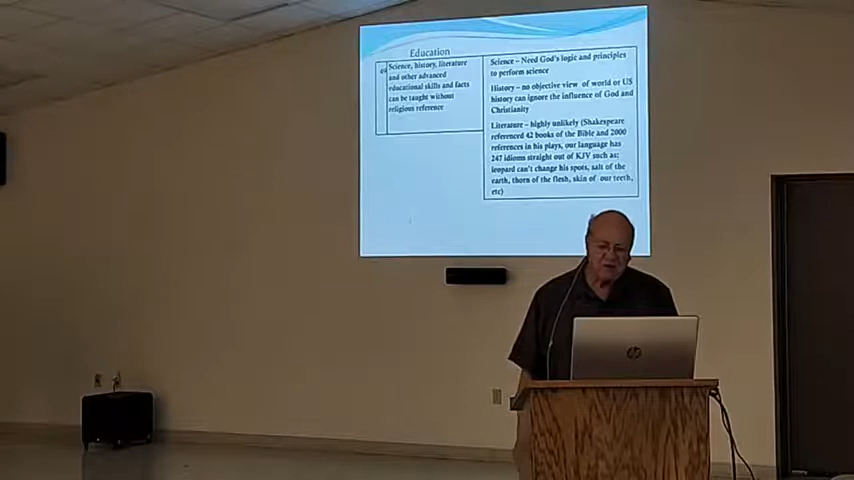 Education
Science, history, literature
and other advanced
educational skills and facts
can be taught without
religious reference
Science – Need God's logic and principles
to perform science
History – no objective view of world or US
history can ignore the influence of God and
Christianity
Literature – highly unlikely (Shakespeare
referenced 42 books of the Bible and 2000
references in his plays, our language has
247 idioms straight out of KJV such as:
leopard can't change his spots, salt of the
earth, thorn of the flesh, skin of our teeth,
etc)
hp